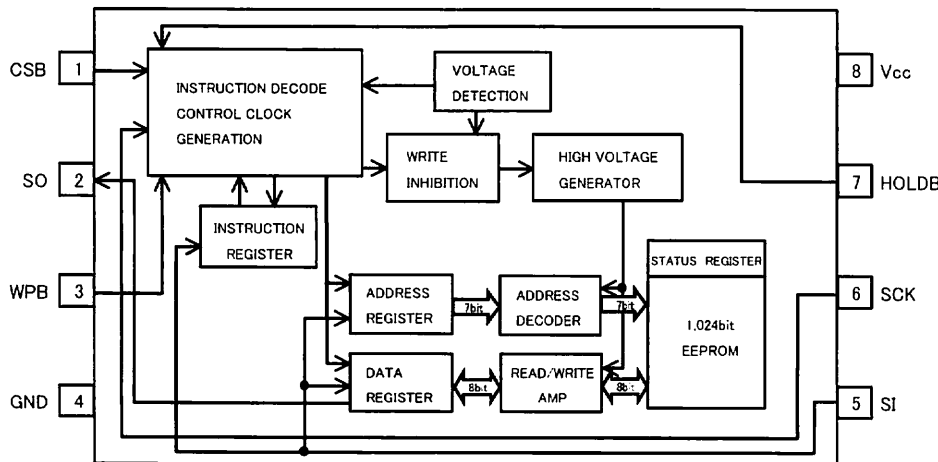 CSB 1
SO 2
WPB 3
GND 4
INSTRUCTION DECODE
CONTROL CLOCK
GENERATION
VOLTAGE
DETECTION
WRITE
INHIBITION
HIGH VOLTAGE
GENERATOR
INSTRUCTION
REGISTER
ADDRESS
REGISTER
7bit
ADDRESS
DECODER
7bit
STATUS REGISTER
1,024bit
EEPROM
DATA
REGISTER
8bit
READ/WRITE
AMP
8bit
8 Vcc
7 HOLDB
6 SCK
5 SI